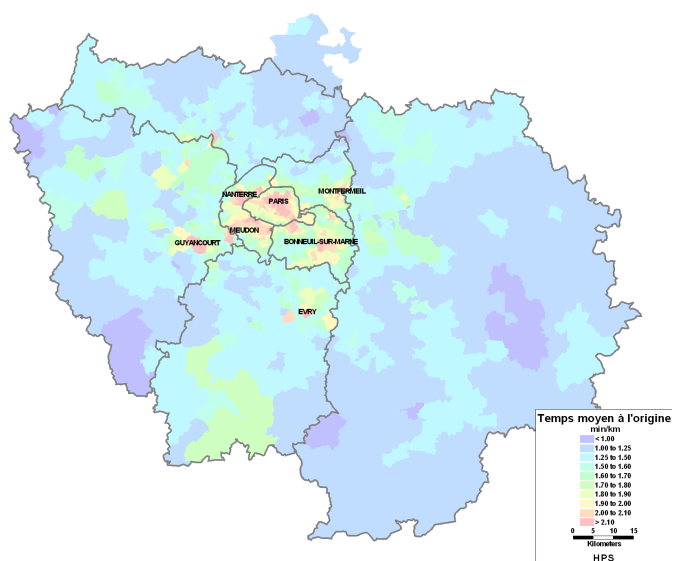 NANTERRE
MONTFERMEIL
PARIS
MEUDON
GUYANCOURT
BONNEUIL-SUR-MARNE
EVRY
Temps moyen à l'origine
min/km
< 1.00
1.00 to 1.25
1.25 to 1.50
1.50 to 1.60
1.60 to 1.70
1.70 to 1.80
1.80 to 1.90
1.90 to 2.00
2.00 to 2.10
> 2.10
0 5 10 15
Kilometers
HPS